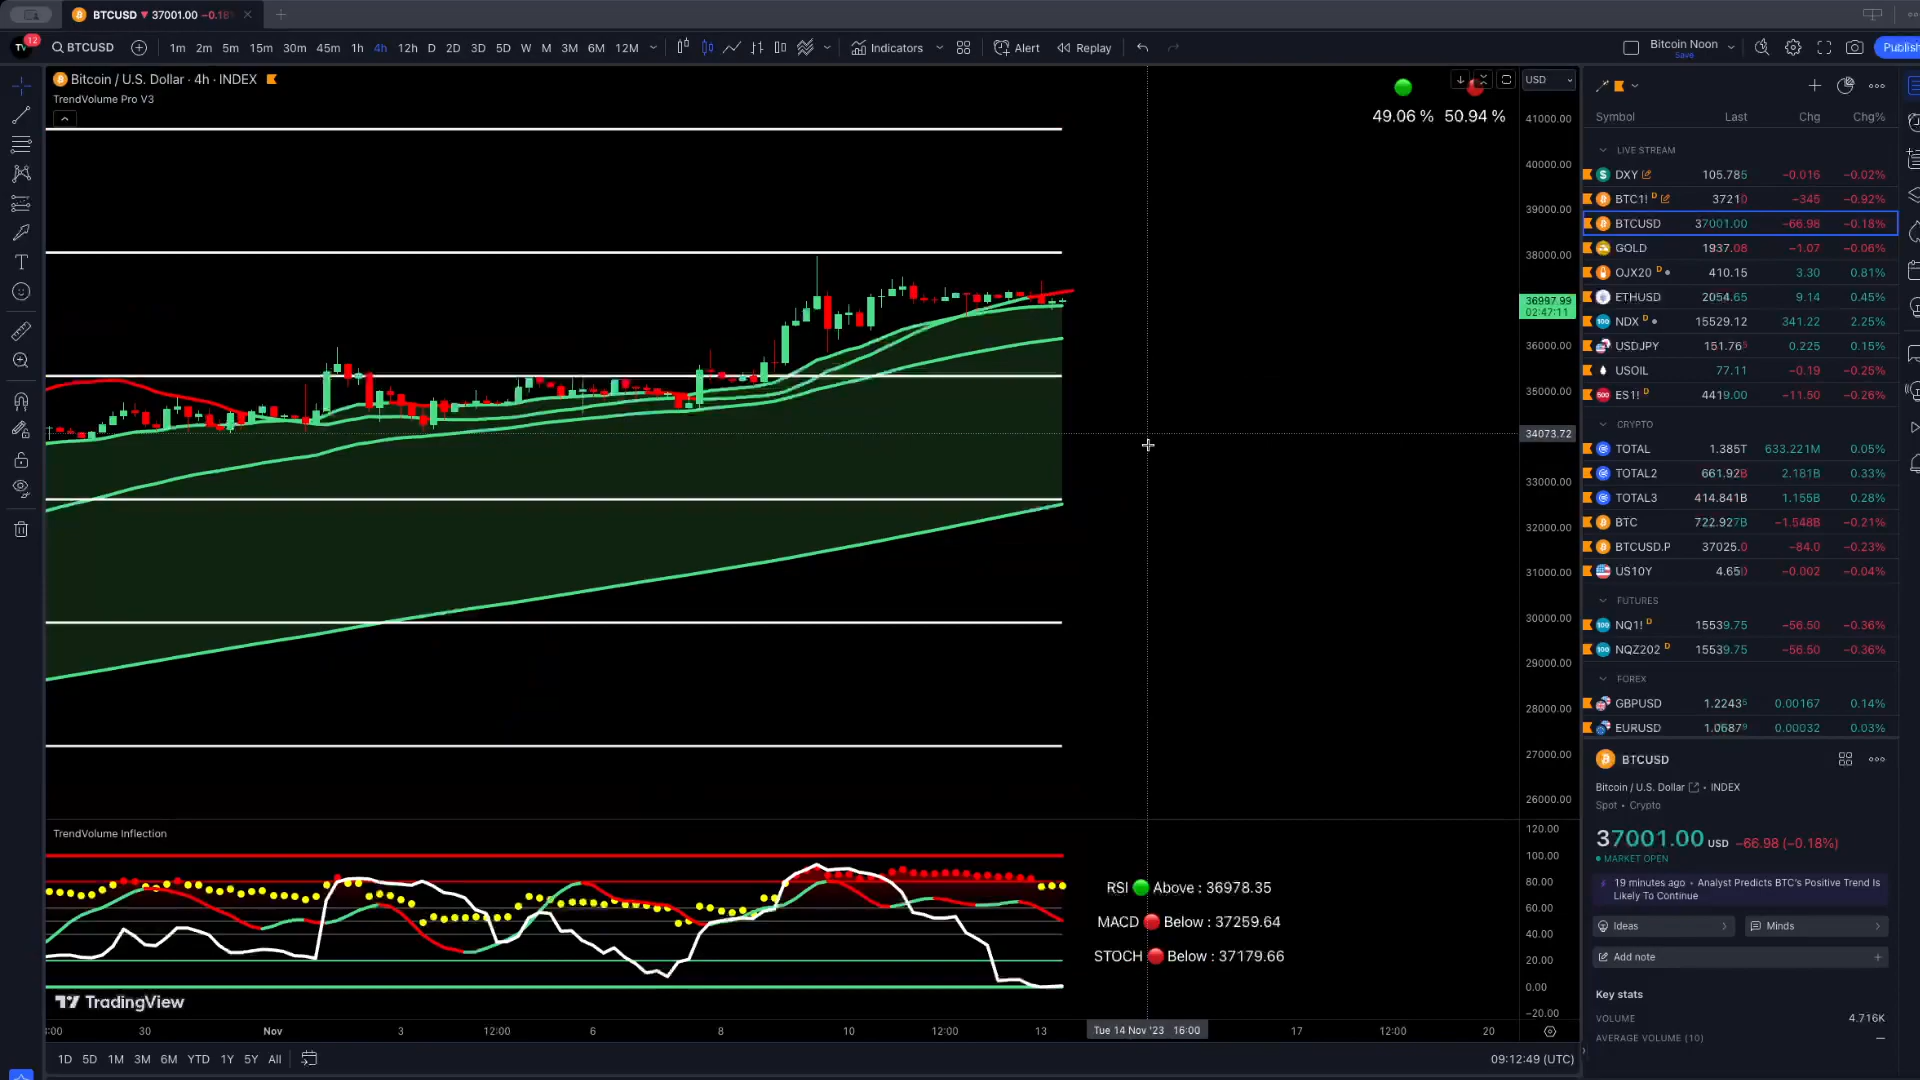 BTCUSD ▼ 37001.00 −0.18
12
BTCUSD 1m 2m 5m 15m 30m 45m 1h 4h 12h D 2D 3D 5D W M 3M 6M 12M Indicators Alert Replay Bitcoin Noon Publish
Save
Bitcoin / U.S. Dollar · 4h · INDEX
TrendVolume Pro V3
49.06 % 50.94 %
USD
41000.00
40000.00
39000.00
38000.00
36997.99
02:47:11
36000.00
35000.00
34073.72
33000.00
32000.00
31000.00
30000.00
29000.00
28000.00
27000.00
26000.00
TrendVolume Inflection
120.00
100.00
80.00
60.00
40.00
20.00
0.00
−20.00
RSI Above : 36978.35
MACD Below : 37259.64
STOCH Below : 37179.66
TradingView
:00 30 Nov 3 12:00 6 8 10 12:00 13 Tue 14 Nov '23 16:00 17 12:00 20
1D 5D 1M 3M 6M YTD 1Y 5Y All
09:12:49 (UTC)
Symbol Last Chg Chg%
LIVE STREAM
DXY 105.785 −0.016 −0.02%
BTC1! D 37210 −345 −0.92%
BTCUSD 37001.00 −66.98 −0.18%
GOLD 1937.08 −1.07 −0.06%
OJX20 D 410.15 3.30 0.81%
ETHUSD 2054.65 9.14 0.45%
NDX D 15529.12 341.22 2.25%
USDJPY 151.76 0.225 0.15%
USOIL 77.11 −0.19 −0.25%
ES1! D 4419.00 −11.50 −0.26%
CRYPTO
TOTAL 1.385T 633.221M 0.05%
TOTAL2 661.92B 2.181B 0.33%
TOTAL3 414.841B 1.155B 0.28%
BTC 722.927B −1.548B −0.21%
BTCUSD.P 37025.0 −84.0 −0.23%
US10Y 4.65 −0.002 −0.04%
FUTURES
NQ1! D 15539.75 −56.50 −0.36%
NQZ202 D 15539.75 −56.50 −0.36%
FOREX
GBPUSD 1.2243 0.00167 0.14%
EURUSD 1.0687 0.00032 0.03%
BTCUSD
Bitcoin / U.S. Dollar • INDEX
Spot • Crypto
37001.00 USD −66.98 (−0.18%)
MARKET OPEN
19 minutes ago • Analyst Predicts BTC's Positive Trend Is
Likely To Continue
Ideas Minds
Add note
Key stats
VOLUME 4.716K
AVERAGE VOLUME (10) —